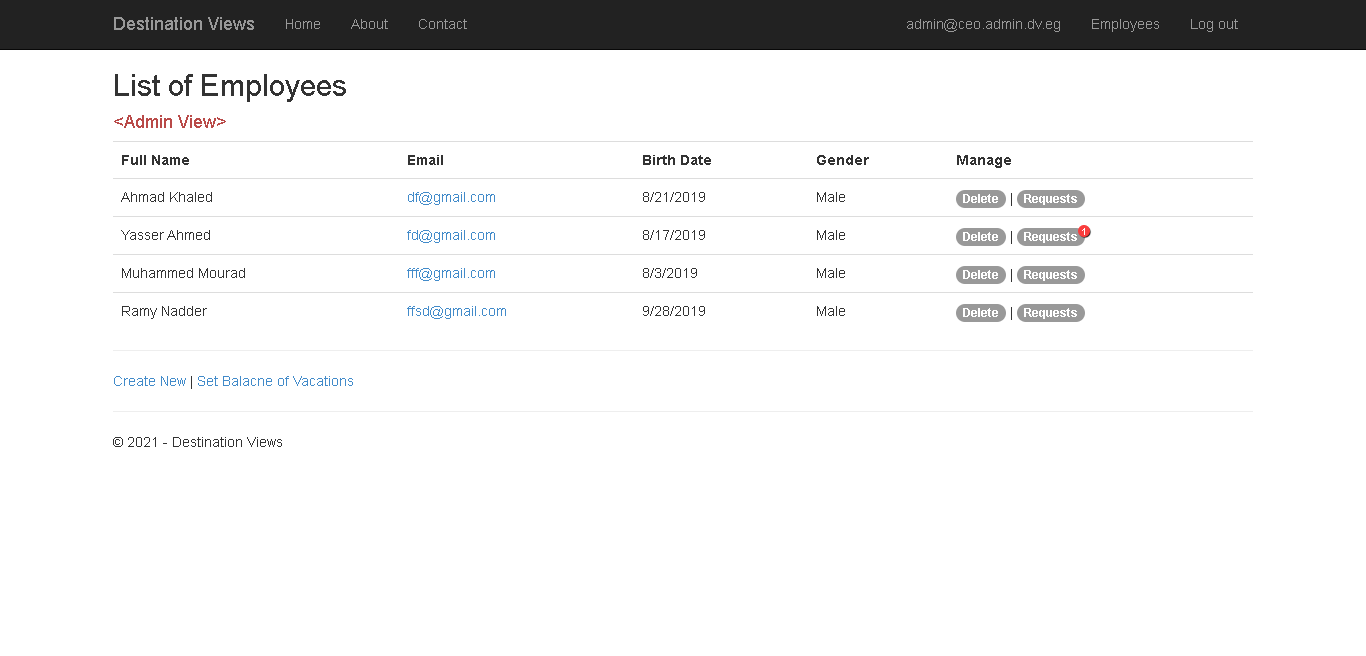 Destination Views Home About Contact admin@ceo.admin.dv.eg Employees Log out
List of Employees
<Admin View>
Full Name Email Birth Date Gender Manage
Ahmad Khaled df@gmail.com 8/21/2019 Male Delete | Requests
Yasser Ahmed fd@gmail.com 8/17/2019 Male Delete | Requests 1
Muhammed Mourad fff@gmail.com 8/3/2019 Male Delete | Requests
Ramy Nadder ffsd@gmail.com 9/28/2019 Male Delete | Requests
Create New | Set Balacne of Vacations
© 2021 - Destination Views